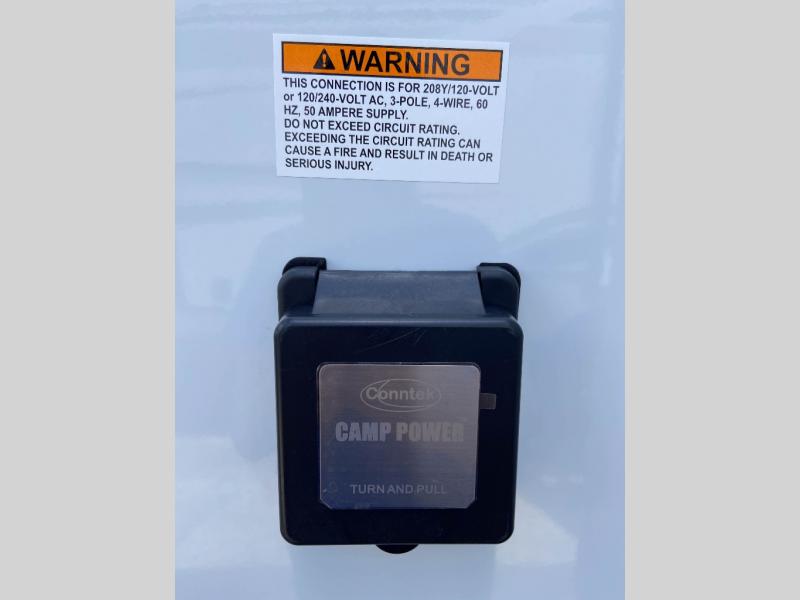 WARNING
THIS CONNECTION IS FOR 208Y/120-VOLT
or 120/240-VOLT AC, 3-POLE, 4-WIRE, 60
HZ, 50 AMPERE SUPPLY.
DO NOT EXCEED CIRCUIT RATING.
EXCEEDING THE CIRCUIT RATING CAN
CAUSE A FIRE AND RESULT IN DEATH OR
SERIOUS INJURY.
Conntek
CAMP POWER
TURN AND PULL